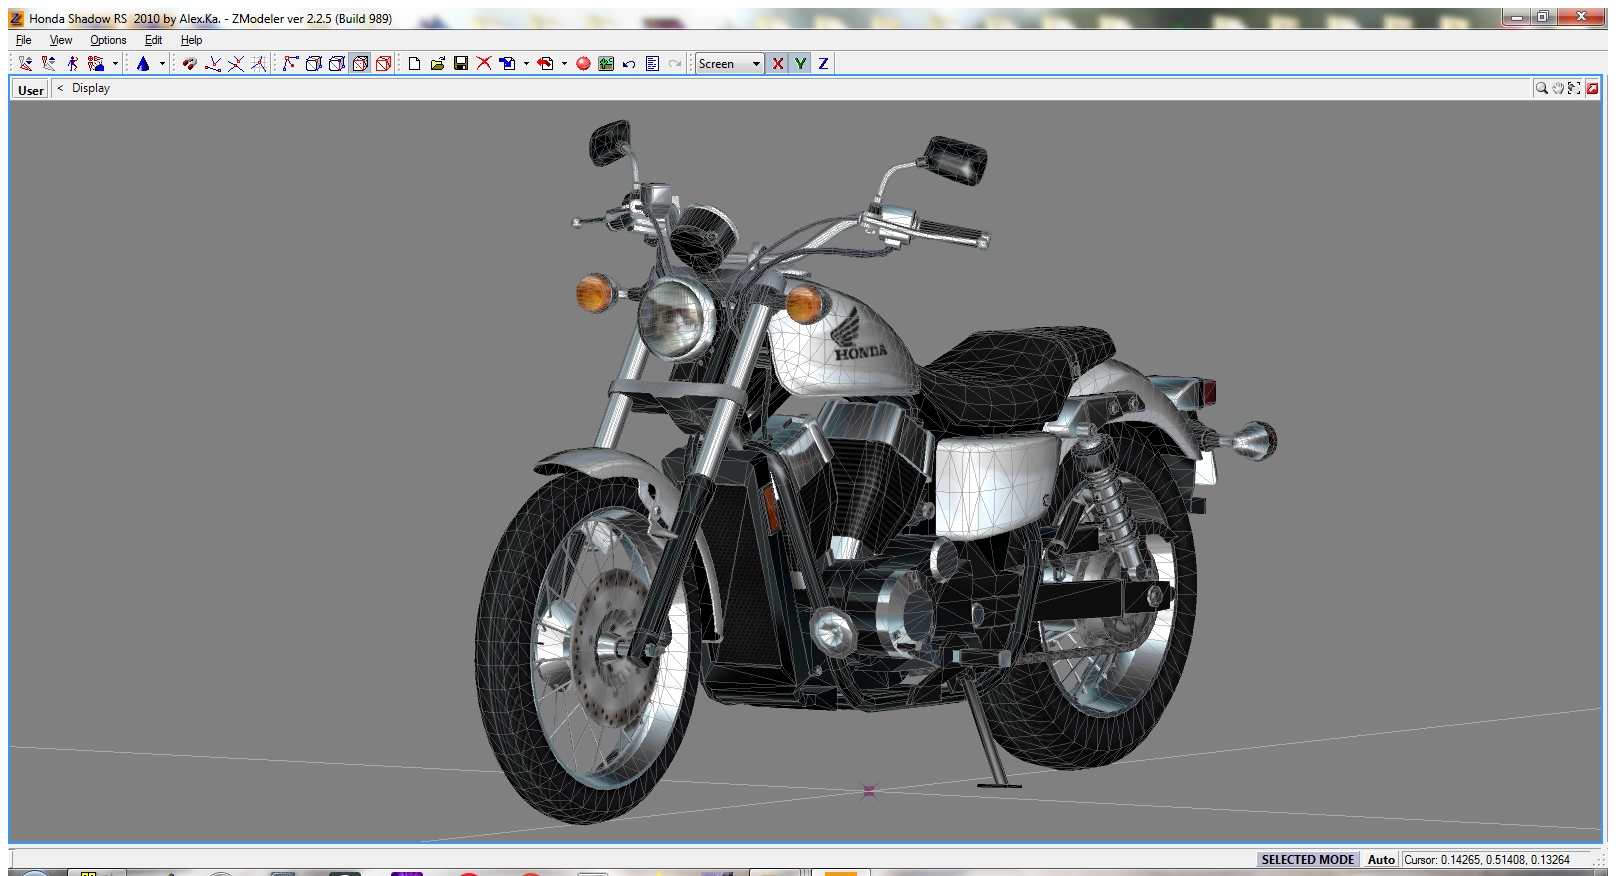 Honda Shadow RS  2010 by Alex.Ka. - ZModeler ver 2.2.5 (Build 989)
File View Options Edit Help
Screen X Y Z
User < Display
HONDA
SELECTED MODE Auto Cursor: 0.14265, 0.51408, 0.13264